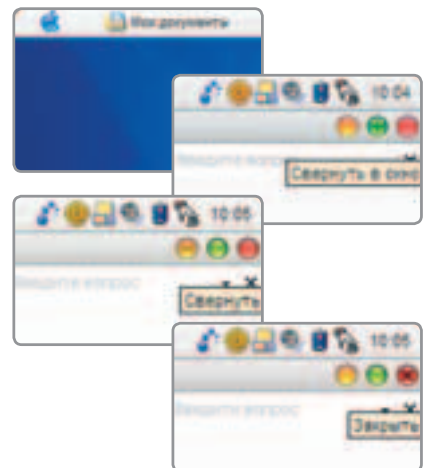 Мои документы
10:04
Введите вопрос
Свернуть в окно
10:05
Введите вопрос
Свернуть
10:05
Введите вопрос
Закрыть